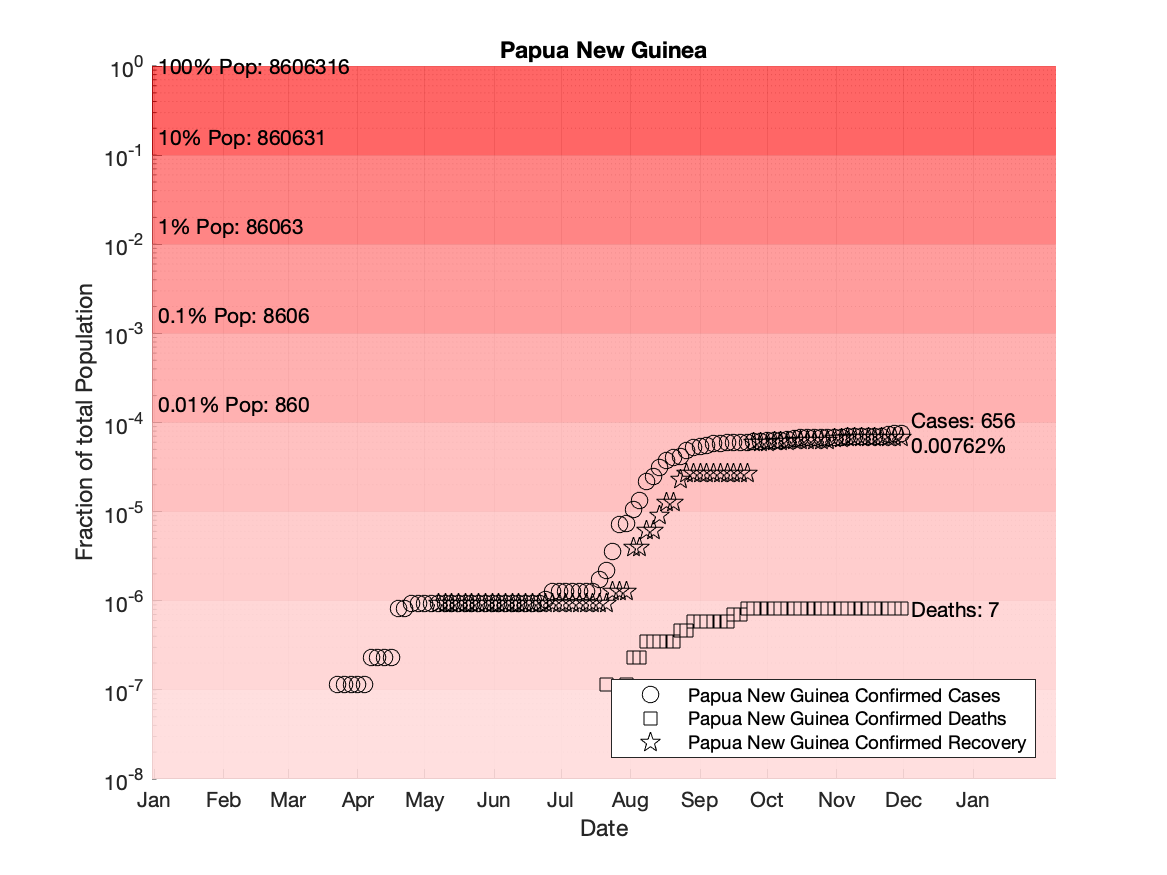 Papua New Guinea
10^0
100% Pop: 8606316
10% Pop: 860631
10^-1
1% Pop: 86063
10^-2
0.1% Pop: 8606
10^-3
0.01% Pop: 860
10^-4
Cases: 656
0.00762%
10^-5
10^-6
Deaths: 7
10^-7
10^-8
Fraction of total Population
Papua New Guinea Confirmed Cases
Papua New Guinea Confirmed Deaths
Papua New Guinea Confirmed Recovery
Jan Feb Mar Apr May Jun Jul Aug Sep Oct Nov Dec Jan
Date